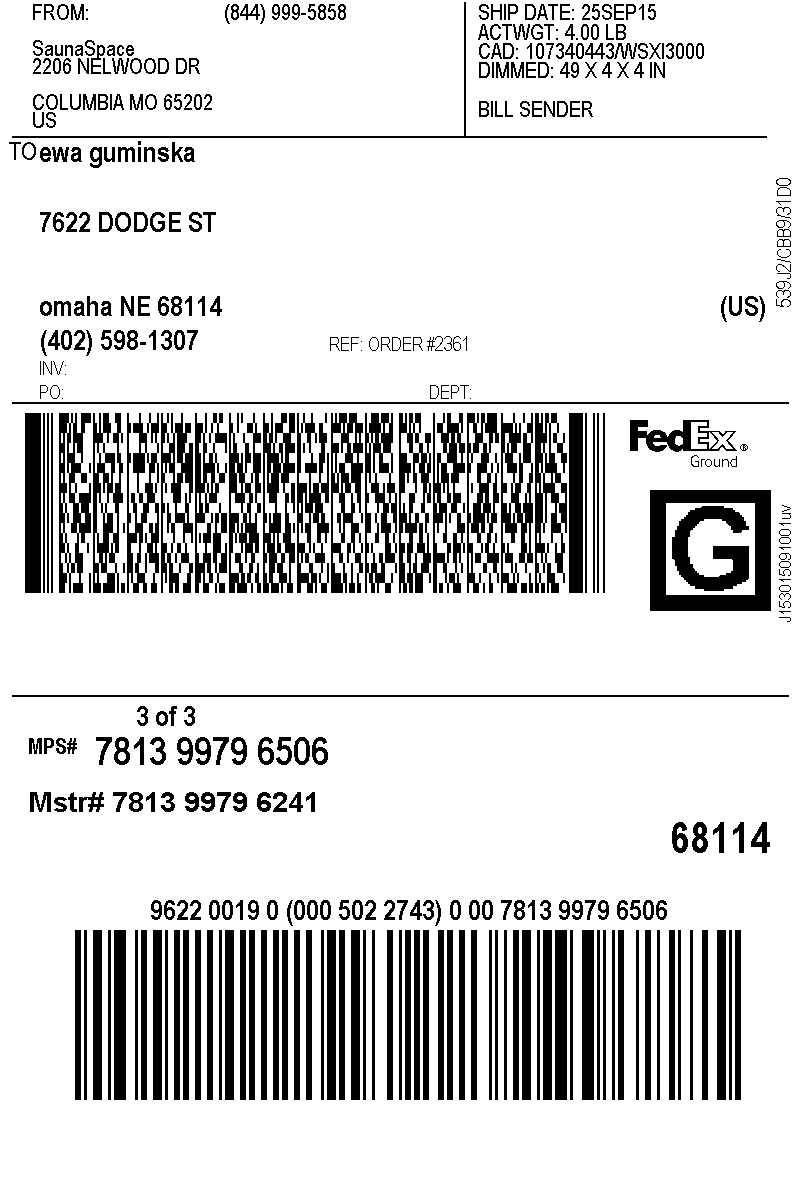 FROM: (844) 999-5858
SaunaSpace
2206 NELWOOD DR
COLUMBIA MO 65202
US
SHIP DATE: 25SEP15
ACTWGT: 4.00 LB
CAD: 107340443/WSXI3000
DIMMED: 49 X 4 X 4 IN
BILL SENDER
TO ewa guminska
7622 DODGE ST
omaha NE 68114 (US)
(402) 598-1307 REF: ORDER #2361
INV:
PO: DEPT:
539J2/CBB9/31D0
FedEx®
Ground
G
J153015091001uv
3 of 3
MPS# 7813 9979 6506
Mstr# 7813 9979 6241
68114
9622 0019 0 (000 502 2743) 0 00 7813 9979 6506